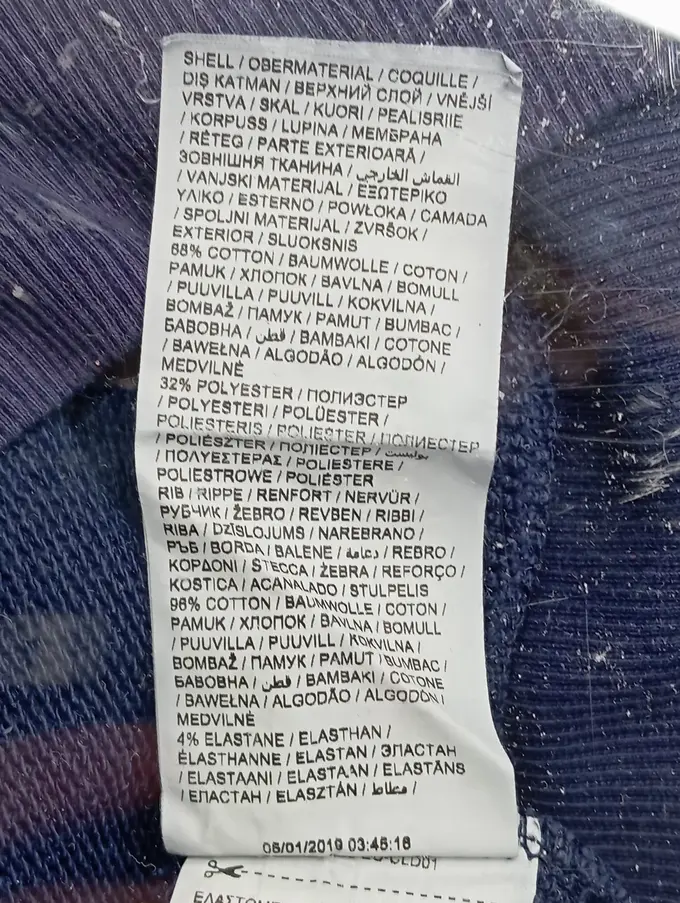 SHELL / OBERMATERIAL / COQUILLE /
DIŞ KATMAN / ВЕРХНИЙ СЛОЙ / VNĚJŠÍ
VRSTVA / SKAL / KUORI / PEALISRIIE
/ KORPUSS / LUPINA / МЕМБРАНА
/ RÉTEG / PARTE EXTERIOARĂ /
ЗОВНІШНЯ ТКАНИНА / القماش الخارجي
/ VANJSKI MATERIJAL / ΕΞΩΤΕΡΙΚΟ
ΥΛΙΚΟ / ESTERNO / POWŁOKA / CAMADA
/ SPOLJNI MATERIJAL / ZVRŠOK /
EXTERIOR / SLUOKSNIS
68% COTTON / BAUMWOLLE / COTON /
PAMUK / ХЛОПОК / BAVLNA / BOMULL
/ PUUVILLA / PUUVILL / KOKVILNA /
BOMBAŽ / ПАМУК / PAMUT / BUMBAC /
БАВОВНА / قطن / ΒΑΜΒΑΚΙ / COTONE
/ BAWEŁNA / ALGODÃO / ALGODÓN /
MEDVILNĖ
32% POLYESTER / ПОЛИЭСТЕР
/ POLYESTERI / POLÜESTER /
POLIESTERIS / POLIESTER / ПОЛИЕСТЕР
/ POLIÉSZTER / ПОЛІЕСТЕР / بوليستر
/ ΠΟΛΥΕΣΤΕΡΑΣ / POLIESTERE /
POLIESTROWE / POLIÉSTER
RIB / RIPPE / RENFORT / NERVÜR /
РУБЧИК / ŽEBRO / REVBEN / RIBBI /
RIBA / DZĪSLOJUMS / NAREBRANO /
РЪБ / BORDA / BALENE / دعامة / REBRO /
ΚΟΡΔΟΝΙ / STECCA / ŻEBRA / REFORÇO /
KOSTICA / ACANALADO / STULPELIS
96% COTTON / BAUMWOLLE / COTON /
PAMUK / ХЛОПОК / BAVLNA / BOMULL
/ PUUVILLA / PUUVILL / KOKVILNA /
BOMBAŽ / ПАМУК / PAMUT / BUMBAC /
БАВОВНА / قطن / ΒΑΜΒΑΚΙ / COTONE
/ BAWEŁNA / ALGODÃO / ALGODÓN /
MEDVILNĖ
4% ELASTANE / ELASTHAN /
ÉLASTHANNE / ELASTAN / ЭЛАСТАН
/ ELASTAANI / ELASTAAN / ELASTĀNS
/ ЕЛАСТАН / ELASZTÁN / مطاط /
06/01/2019 03:45:16